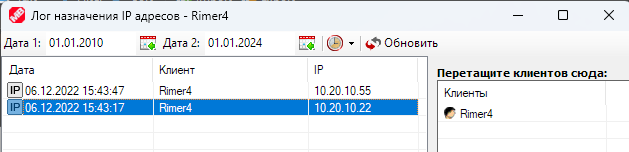 Лог назначения IP адресов - Rimer4
Дата 1: 01.01.2010 Дата 2: 01.01.2024 Обновить
Дата Клиент IP
IP 06.12.2022 15:43:47 Rimer4 10.20.10.55
IP 06.12.2022 15:43:17 Rimer4 10.20.10.22
Перетащите клиентов сюда:
Клиенты
Rimer4